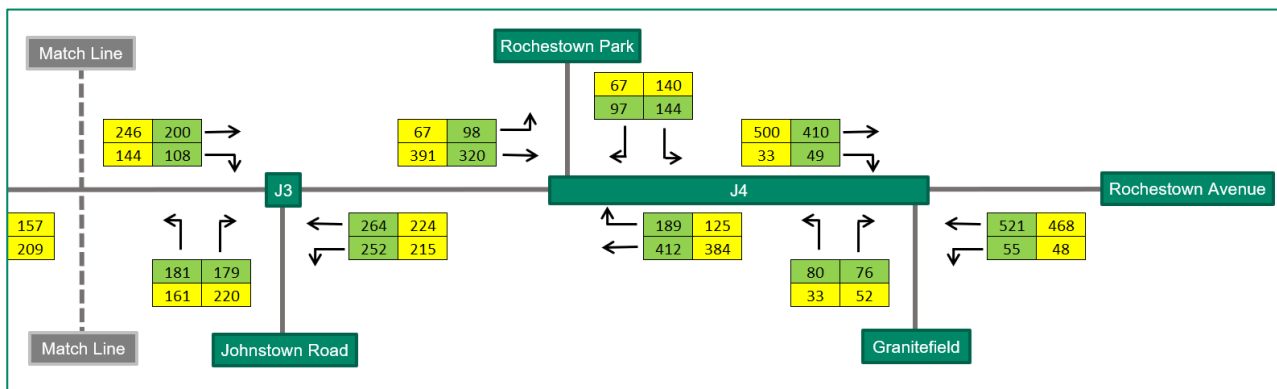 Rochestown Park
Match Line
67 140
97 144
246 200
144 108
67 98
391 320
500 410
33 49
J3
J4
Rochestown Avenue
157
209
264 224
252 215
189 125
412 384
521 468
55 48
181 179
161 220
80 76
33 52
Match Line
Johnstown Road
Granitefield